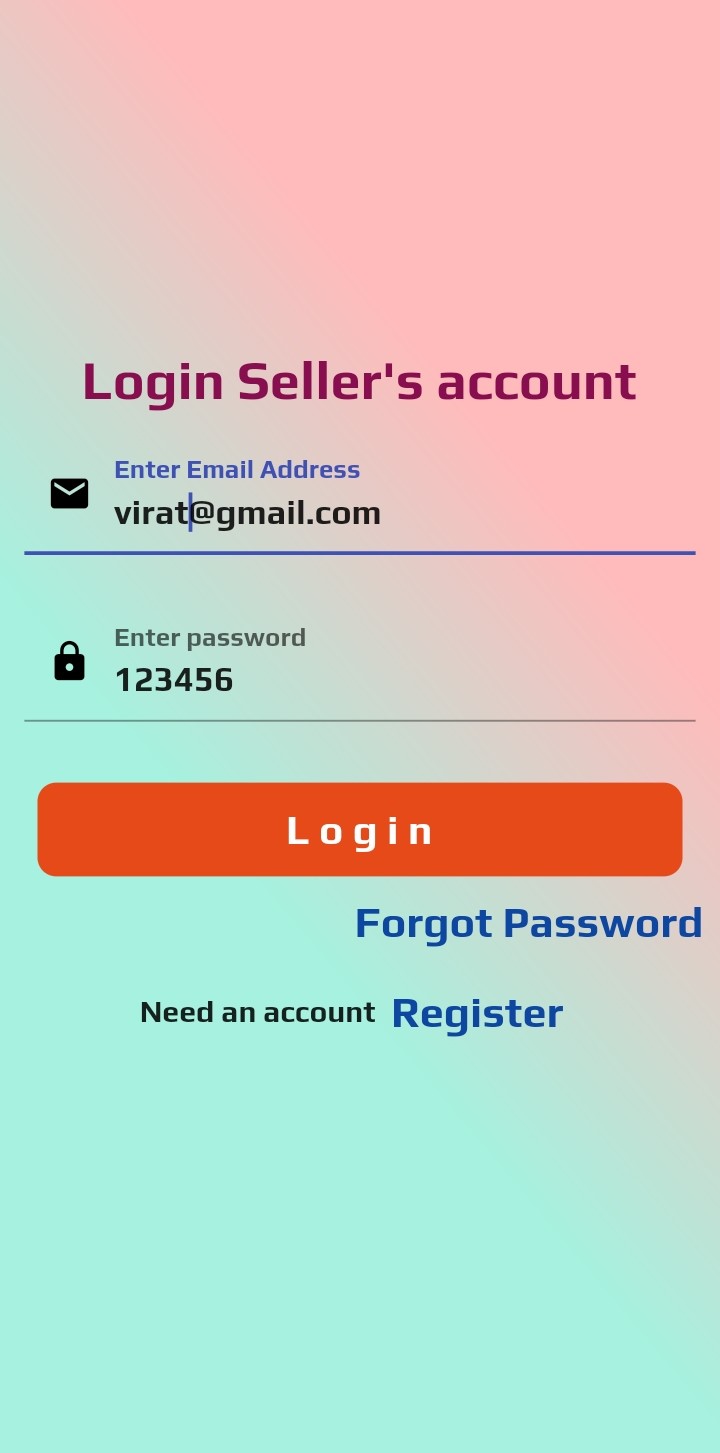 Login Seller's account
Enter Email Address
virat@gmail.com
Enter password
123456
Login
Forgot Password
Need an account Register